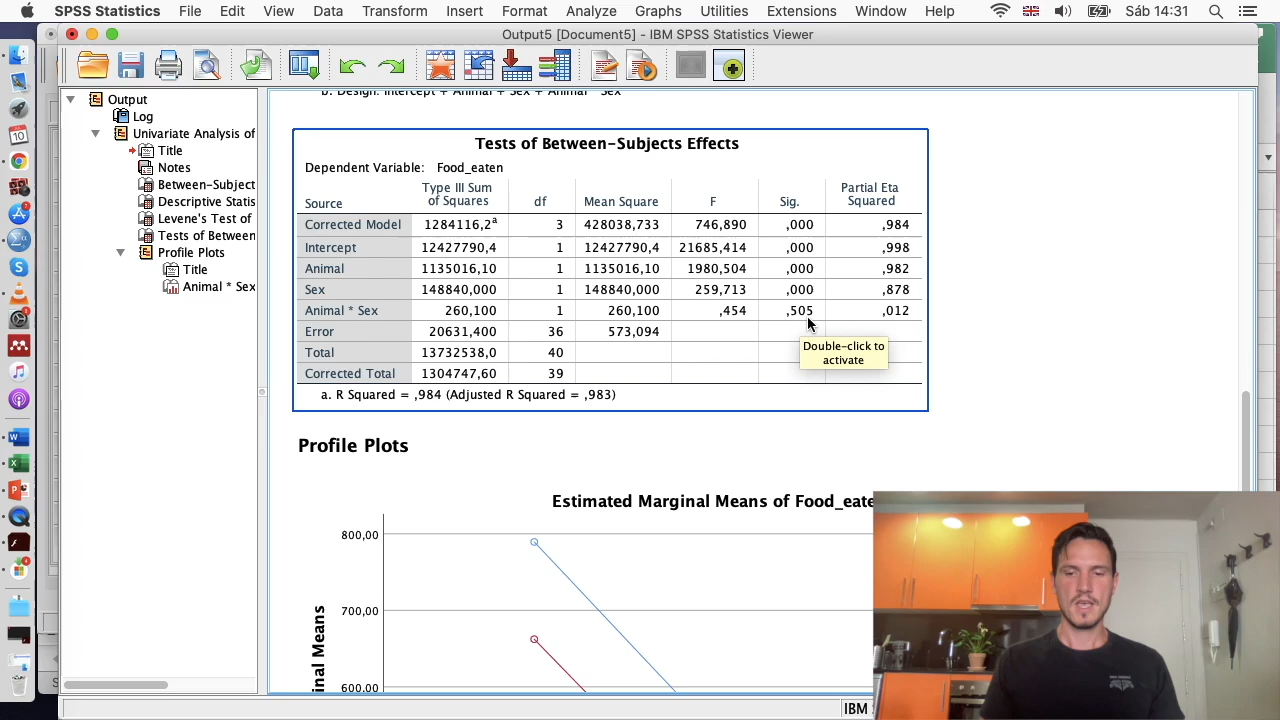 SPSS Statistics File Edit View Data Transform Insert Format Analyze Graphs Utilities Extensions Window Help Sáb 14:31
Output5 [Document5] - IBM SPSS Statistics Viewer
Output
Log
Univariate Analysis of
Title
Notes
Between-Subject
Descriptive Statis
Levene's Test of
Tests of Between
Profile Plots
Title
Animal * Sex
b. Design: Intercept + Animal + Sex + Animal * Sex
Tests of Between-Subjects Effects
Dependent Variable: Food_eaten
Source Type III Sum of Squares df Mean Square F Sig. Partial Eta Squared
Corrected Model 1284116,2a 3 428038,733 746,890 ,000 ,984
Intercept 12427790,4 1 12427790,4 21685,414 ,000 ,998
Animal 1135016,10 1 1135016,10 1980,504 ,000 ,982
Sex 148840,000 1 148840,000 259,713 ,000 ,878
Animal * Sex 260,100 1 260,100 ,454 ,505 ,012
Error 20631,400 36 573,094
Total 13732538,0 40
Corrected Total 1304747,60 39
a. R Squared = ,984 (Adjusted R Squared = ,983)
Double-click to
activate
Profile Plots
Estimated Marginal Means of Food_eate
800,00
700,00
600,00
inal Means
IBM S